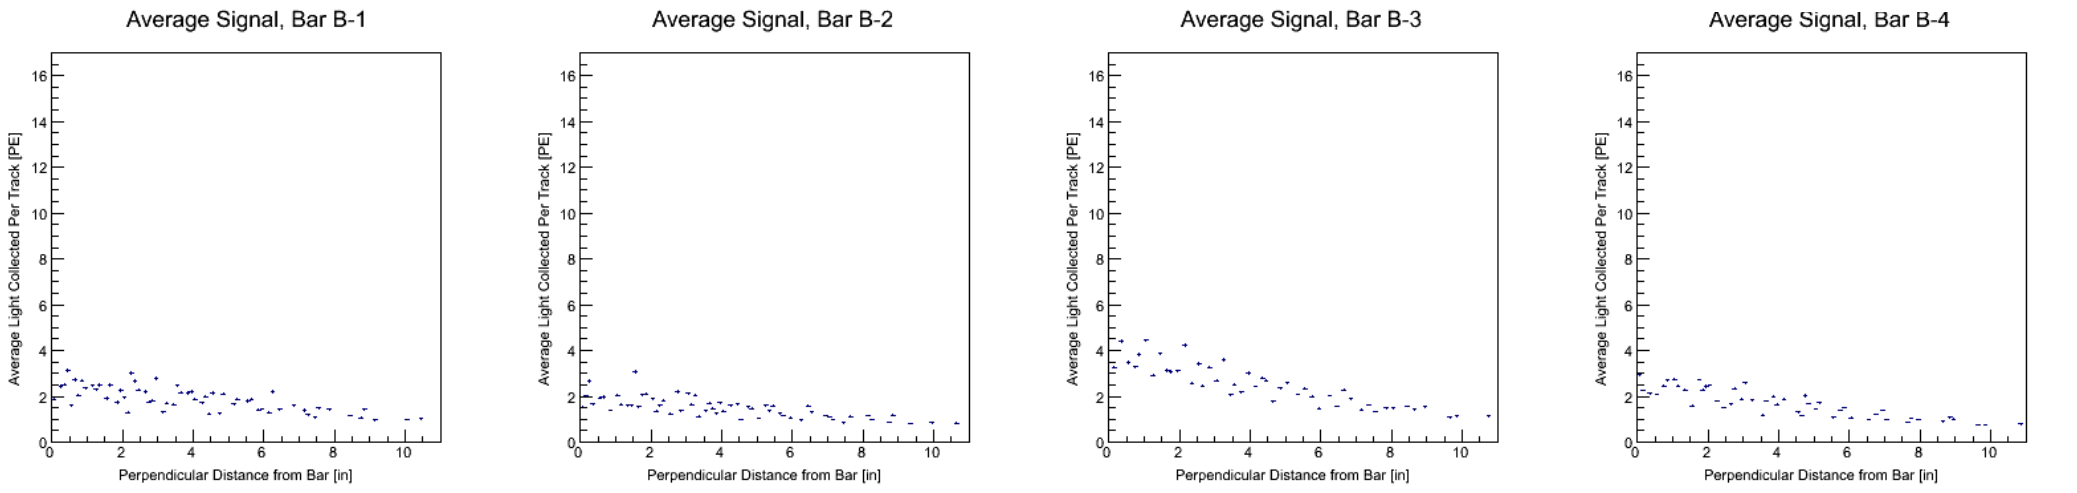 Average Signal, Bar B-1
16
14
12
10
8
6
4
2
0
0 2 4 6 8 10
Average Light Collected Per Track [PE]
Perpendicular Distance from Bar [in]
Average Signal, Bar B-2
16
14
12
10
8
6
4
2
0
0 2 4 6 8 10
Average Light Collected Per Track [PE]
Perpendicular Distance from Bar [in]
Average Signal, Bar B-3
16
14
12
10
8
6
4
2
0
0 2 4 6 8 10
Average Light Collected Per Track [PE]
Perpendicular Distance from Bar [in]
Average Signal, Bar B-4
16
14
12
10
8
6
4
2
0
0 2 4 6 8 10
Average Light Collected Per Track [PE]
Perpendicular Distance from Bar [in]